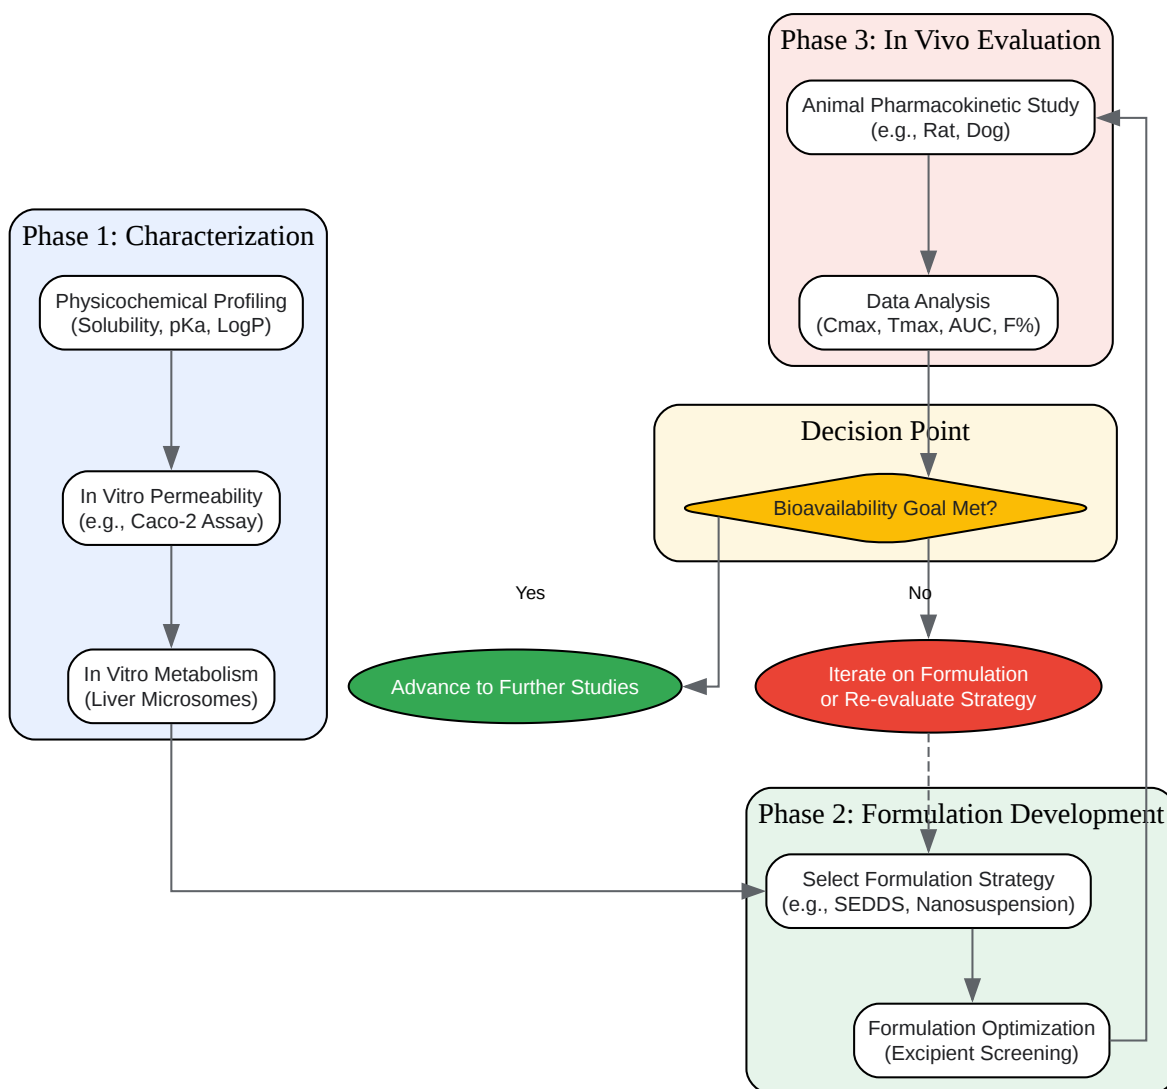 Phase 3: In Vivo Evaluation
Animal Pharmacokinetic Study
(e.g., Rat, Dog)
Phase 1: Characterization
Physicochemical Profiling
(Solubility, pKa, LogP)
Data Analysis
(Cmax, Tmax, AUC, F%)
Decision Point
In Vitro Permeability
(e.g., Caco-2 Assay)
Bioavailability Goal Met?
Yes
No
In Vitro Metabolism
(Liver Microsomes)
Advance to Further Studies
Iterate on Formulation
or Re-evaluate Strategy
Phase 2: Formulation Development
Select Formulation Strategy
(e.g., SEDDS, Nanosuspension)
Formulation Optimization
(Excipient Screening)